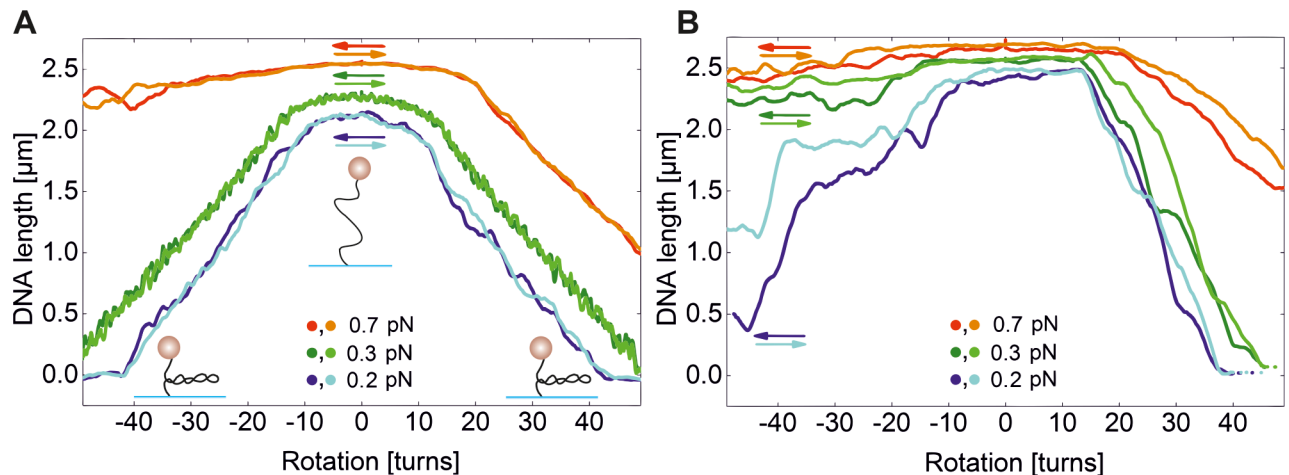 A
DNA length [µm]
2.5
2.0
1.5
1.0
0.5
0.0
0.7 pN
0.3 pN
0.2 pN
-40 -30 -20 -10 0 10 20 30 40
Rotation [turns]
B
DNA length [µm]
2.5
2.0
1.5
1.0
0.5
0.0
0.7 pN
0.3 pN
0.2 pN
-40 -30 -20 -10 0 10 20 30 40
Rotation [turns]